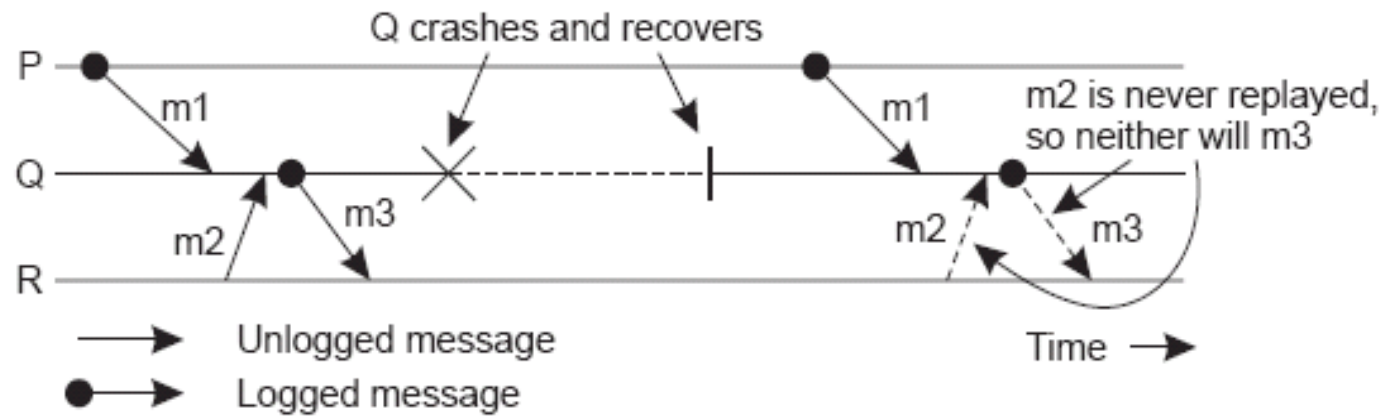 Q crashes and recovers
P
m1
m1
m2 is never replayed,
so neither will m3
Q
m2
m3
m2
m3
R
Unlogged message
Time
Logged message